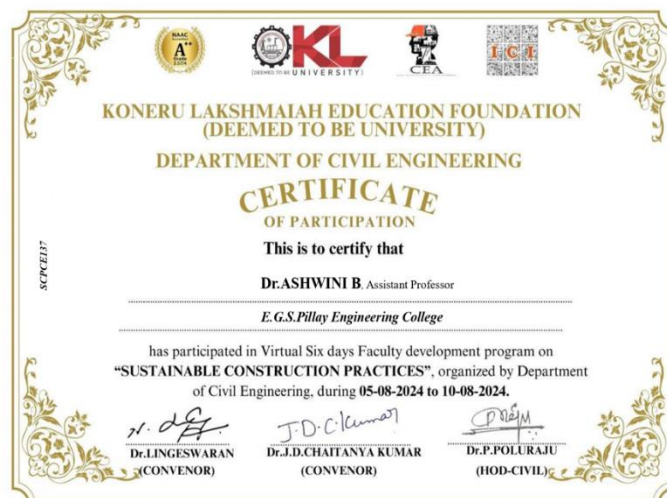 NAAC
A++
Grade
KL
(DEEMED TO BE UNIVERSITY)
CEA
ICI
KONERU LAKSHMAIAH EDUCATION FOUNDATION
(DEEMED TO BE UNIVERSITY)
DEPARTMENT OF CIVIL ENGINEERING
CERTIFICATE
OF PARTICIPATION
This is to certify that
SCPCE137
Dr.ASHWINI B, Assistant Professor
E.G.S.Pillay Engineering College
has participated in Virtual Six days Faculty development program on
“SUSTAINABLE CONSTRUCTION PRACTICES”, organized by Department
of Civil Engineering, during 05-08-2024 to 10-08-2024.
J.D.C.Kumar
Dr.LINGESWARAN Dr.J.D.CHAITANYA KUMAR Dr.P.POLURAJU
(CONVENOR) (CONVENOR) (HOD-CIVIL)